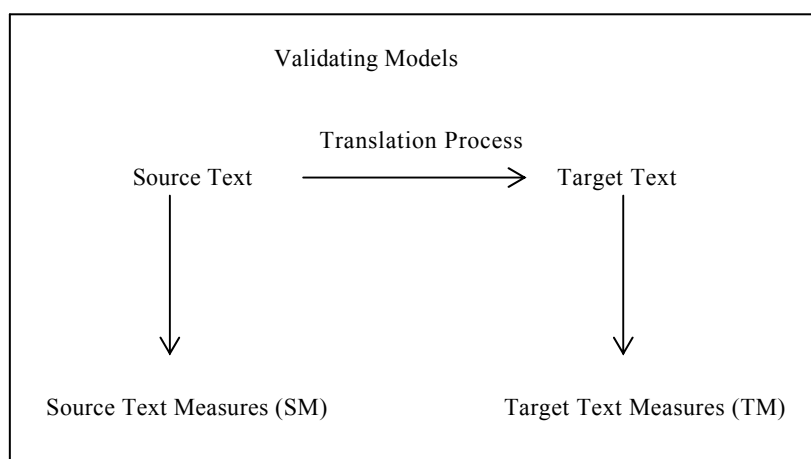 Validating Models
Translation Process
Source Text
Target Text
Source Text Measures (SM)
Target Text Measures (TM)